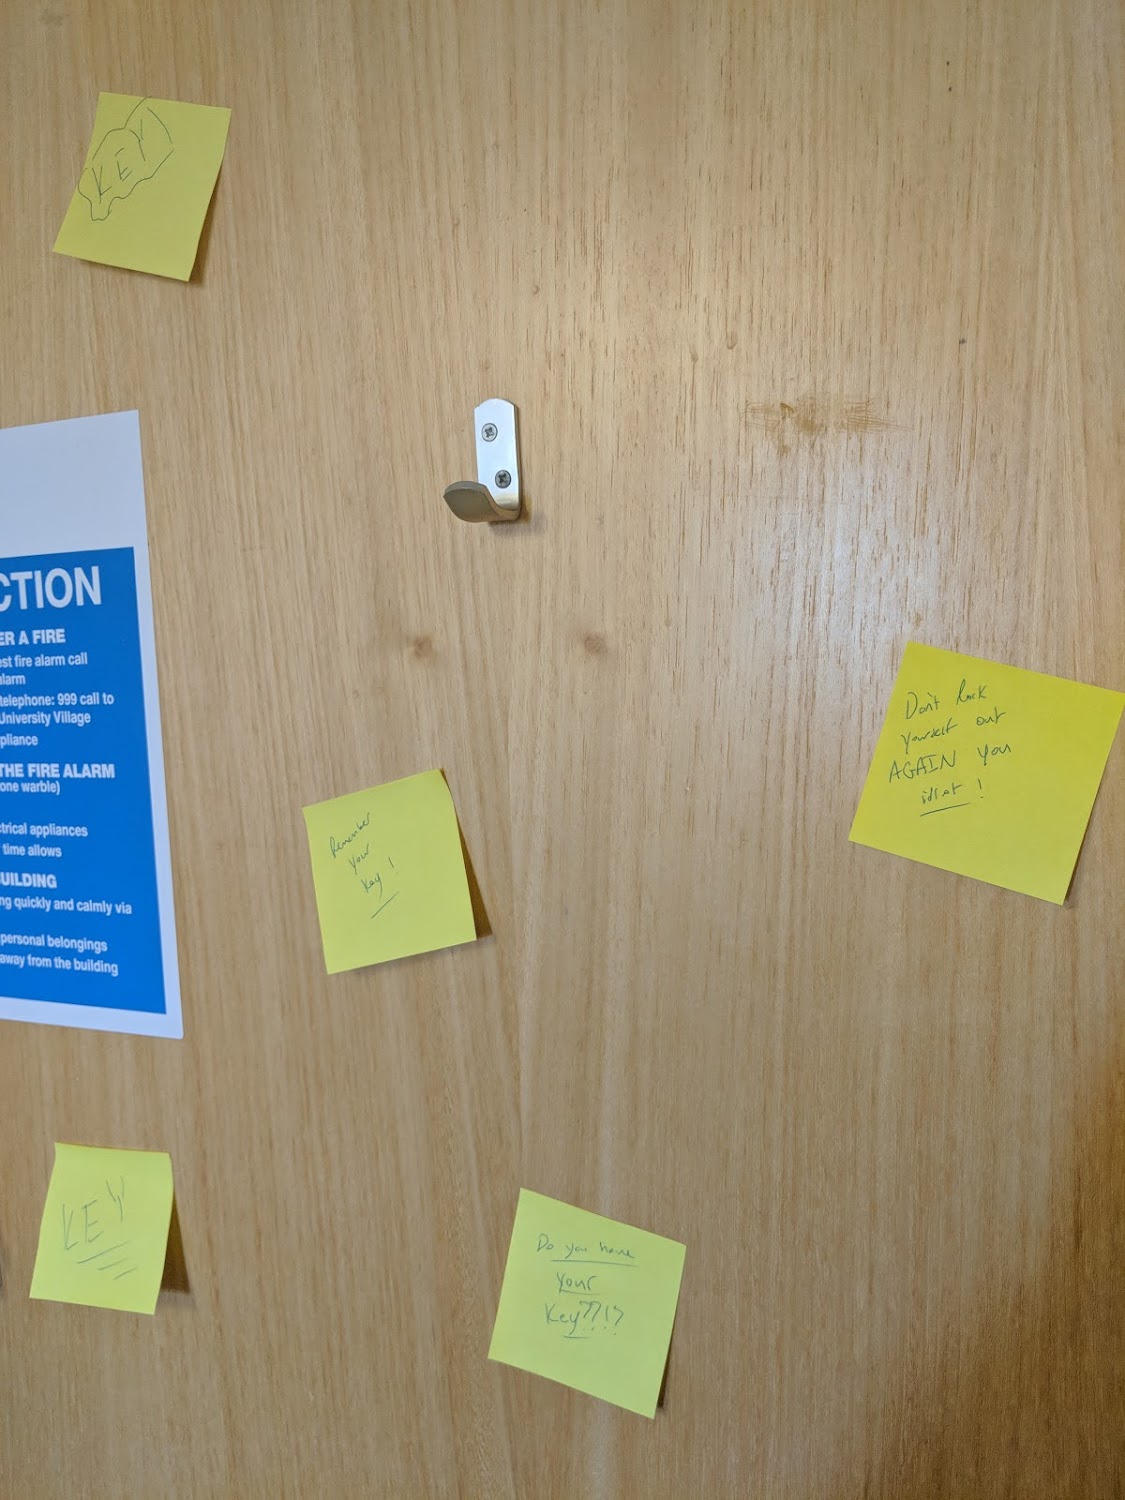 KEY
CTION
ER A FIRE
est fire alarm call
alarm
telephone: 999 call to
University Village
pliance
THE FIRE ALARM
one warble)
ctrical appliances
time allows
UILDING
ng quickly and calmly via
personal belongings
away from the building
Remember
your
key!
Don't lock
yourself out
AGAIN you
idiot!
KEY
Do you have
your
key??!?